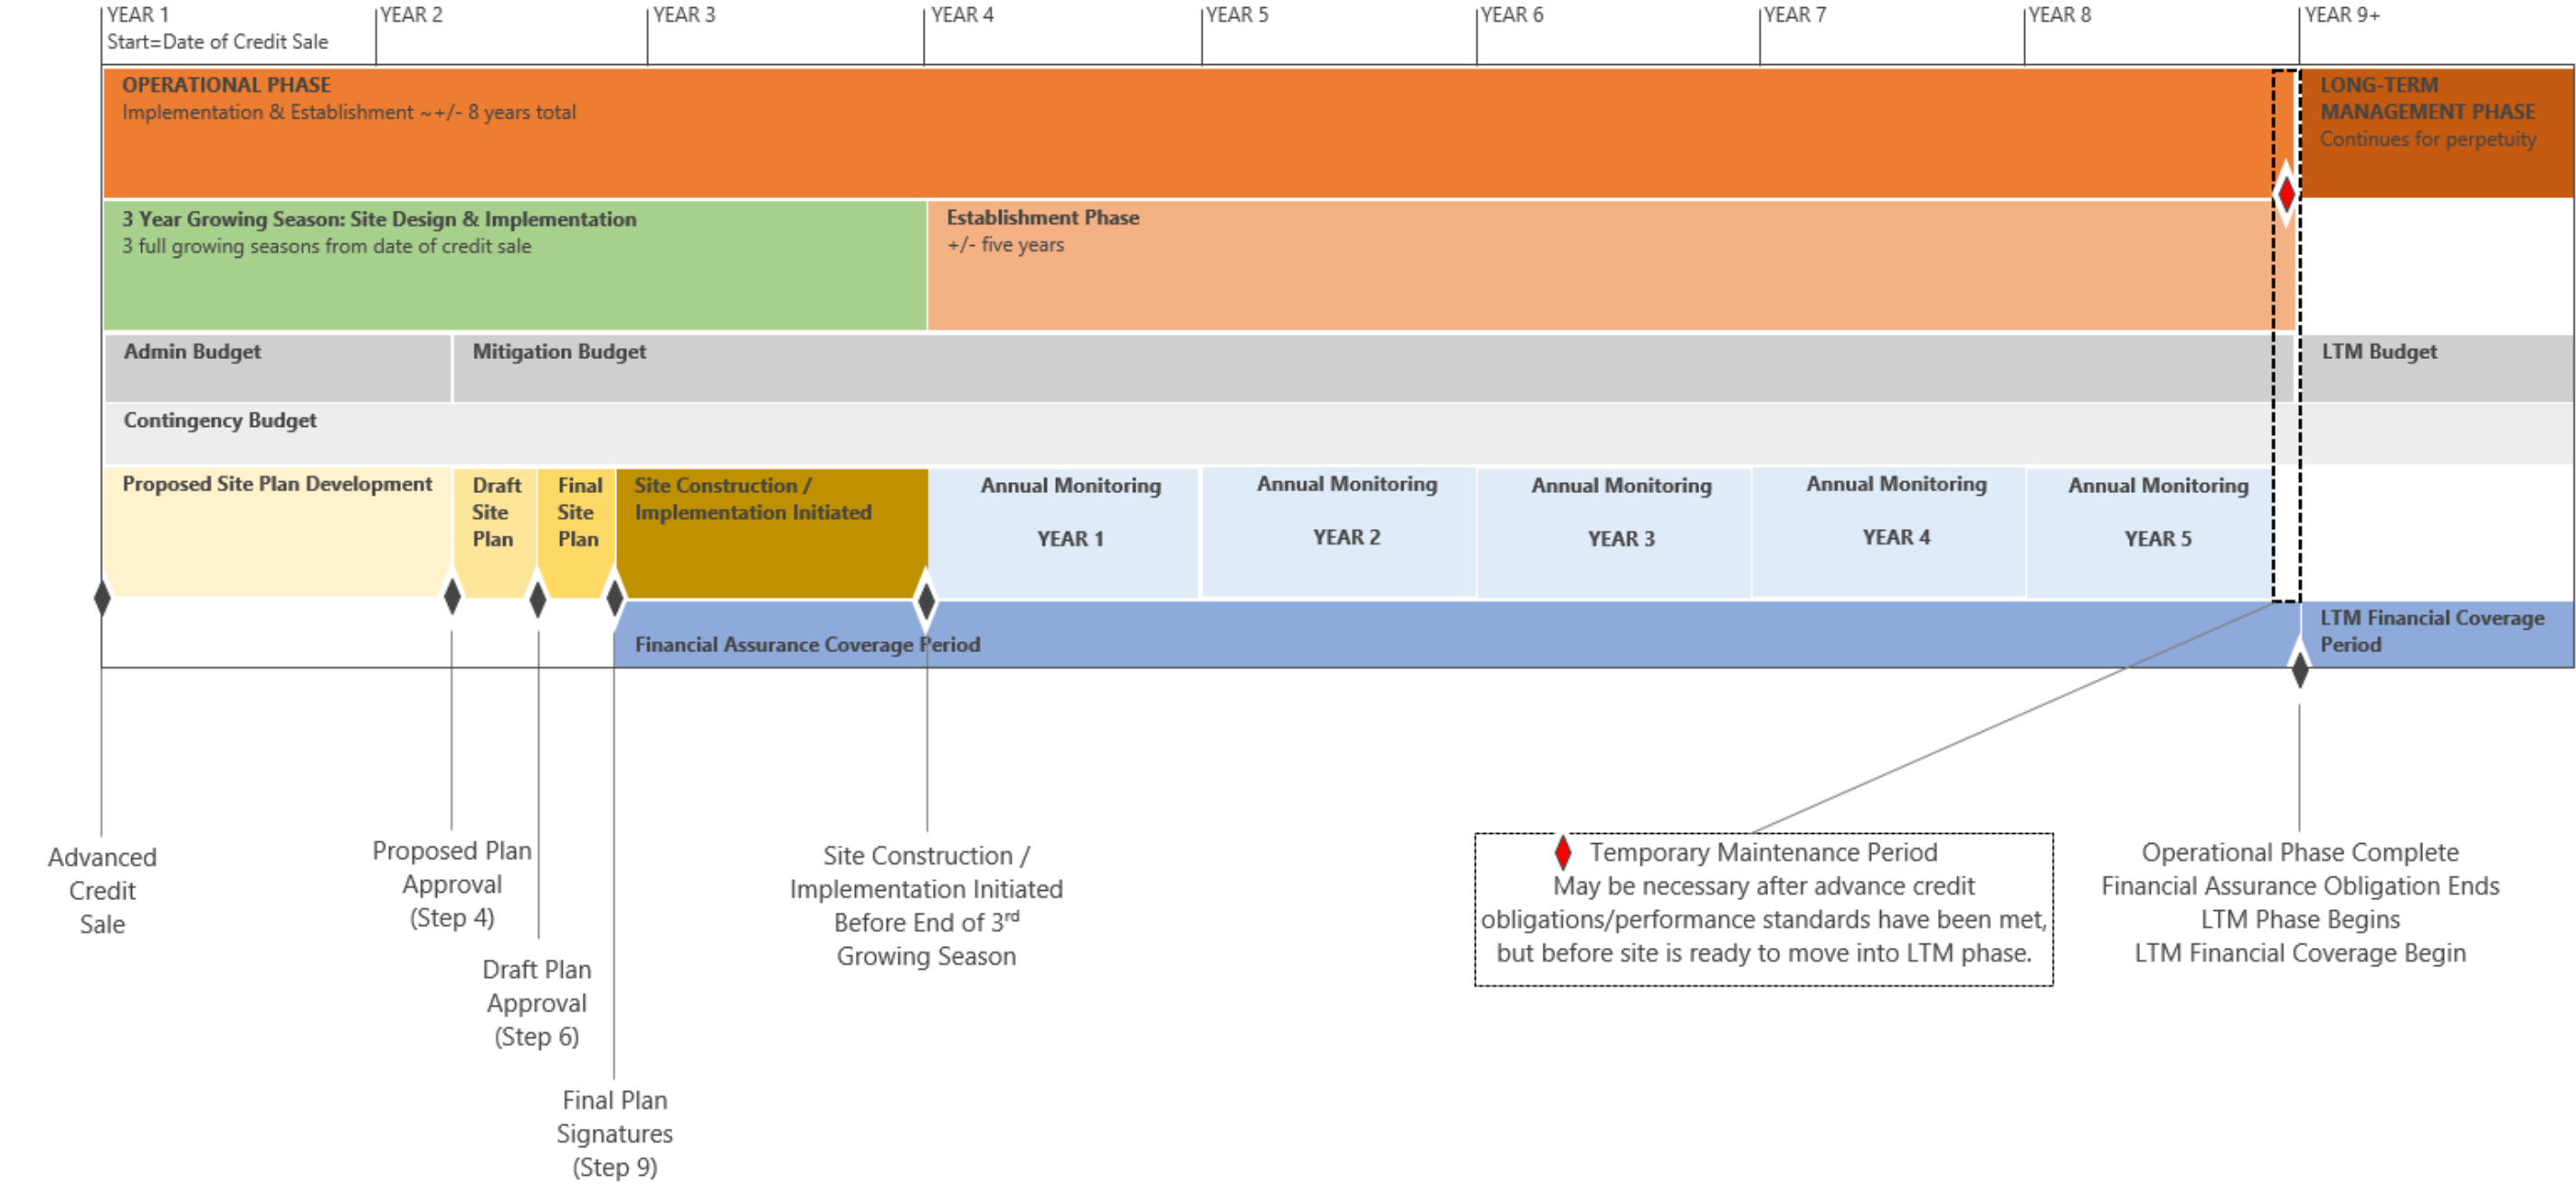 YEAR 1
Start=Date of Credit Sale
YEAR 2
YEAR 3
YEAR 4
YEAR 5
YEAR 6
YEAR 7
YEAR 8
YEAR 9+
OPERATIONAL PHASE
Implementation & Establishment ~+/- 8 years total
LONG-TERM
MANAGEMENT PHASE
Continues for perpetuity
3 Year Growing Season: Site Design & Implementation
3 full growing seasons from date of credit sale
Establishment Phase
+/- five years
Admin Budget
Mitigation Budget
LTM Budget
Contingency Budget
Proposed Site Plan Development
Draft
Site
Plan
Final
Site
Plan
Site Construction /
Implementation Initiated
Annual Monitoring
YEAR 1
Annual Monitoring
YEAR 2
Annual Monitoring
YEAR 3
Annual Monitoring
YEAR 4
Annual Monitoring
YEAR 5
Financial Assurance Coverage Period
LTM Financial Coverage
Period
Advanced
Credit
Sale
Proposed Plan
Approval
(Step 4)
Draft Plan
Approval
(Step 6)
Final Plan
Signatures
(Step 9)
Site Construction /
Implementation Initiated
Before End of 3rd
Growing Season
Temporary Maintenance Period
May be necessary after advance credit
obligations/performance standards have been met,
but before site is ready to move into LTM phase.
Operational Phase Complete
Financial Assurance Obligation Ends
LTM Phase Begins
LTM Financial Coverage Begin